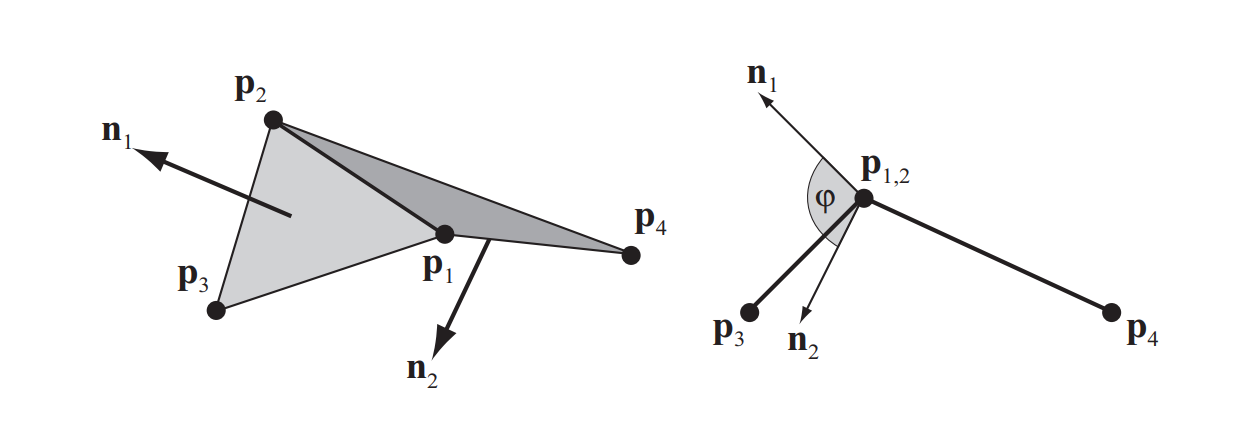 p₂
n₁
p₄
p₃
p₁
n₂
n₁
p₁,₂
φ
p₃
n₂
p₄